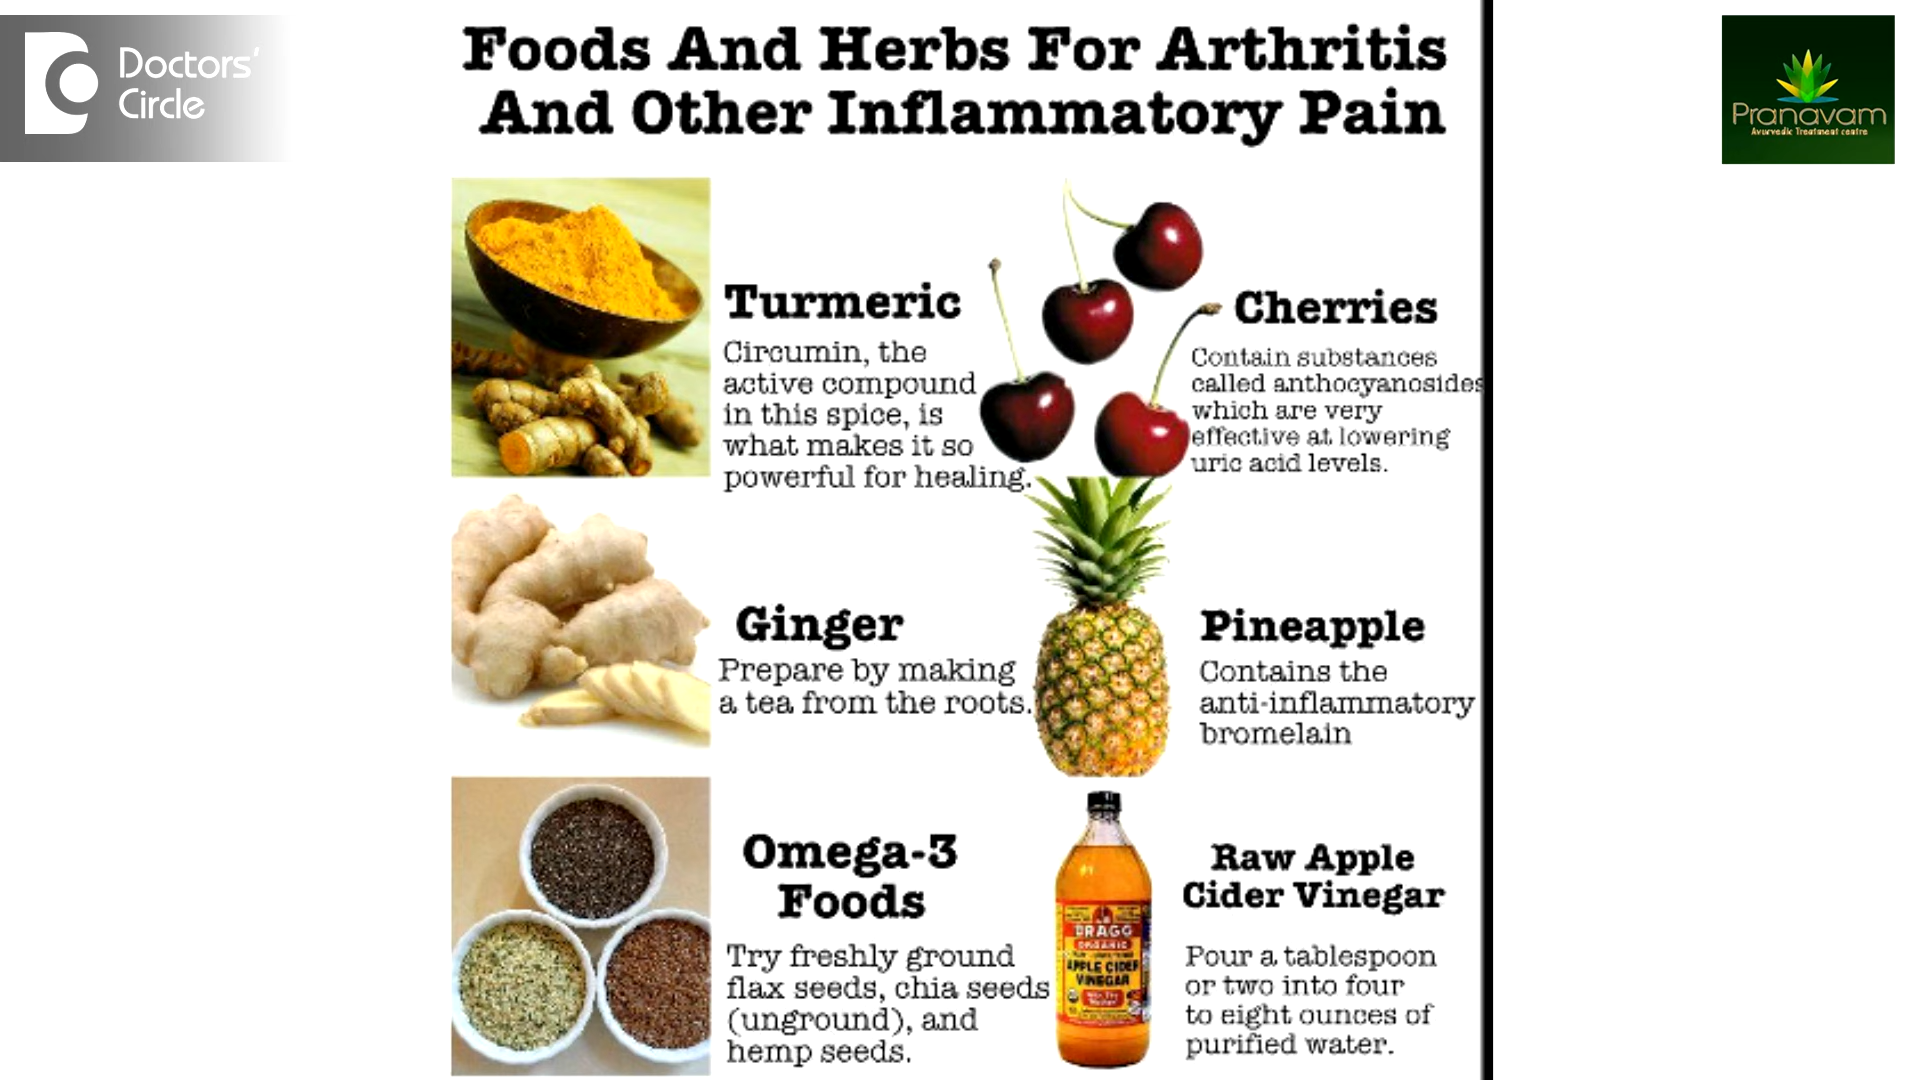 Doctors'
Circle
Foods And Herbs For Arthritis
And Other Inflammatory Pain
Pranavam
Ayurvedic Treatment centre
Turmeric
Circumin, the
active compound
in this spice, is
what makes it so
powerful for healing.
Cherries
Contain substances
called anthocyanosides
which are very
effective at lowering
uric acid levels.
Ginger
Prepare by making
a tea from the roots.
Pineapple
Contains the
anti-inflammatory
bromelain
Omega-3
Foods
Try freshly ground
flax seeds, chia seeds
(unground), and
hemp seeds.
BRAGG
ORGANIC
APPLE CIDER
VINEGAR
Raw Apple
Cider Vinegar
Pour a tablespoon
or two into four
to eight ounces of
purified water.